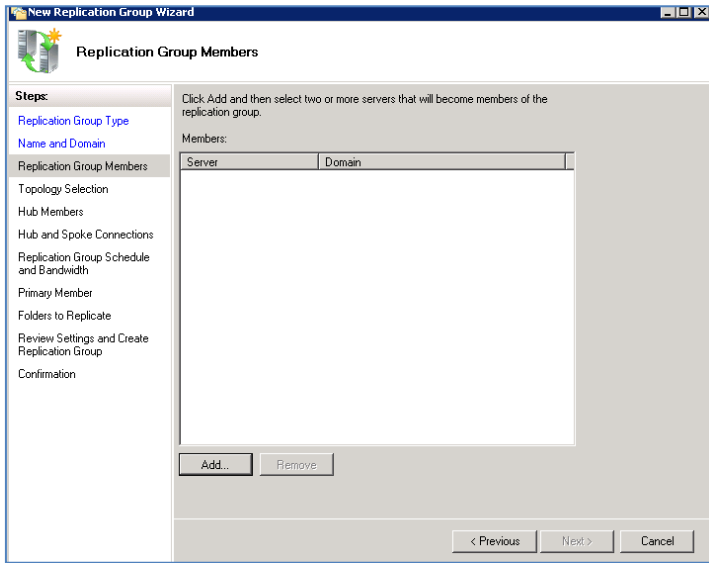 New Replication Group Wizard
Replication Group Members
Steps:
Replication Group Type
Name and Domain
Replication Group Members
Topology Selection
Hub Members
Hub and Spoke Connections
Replication Group Schedule
and Bandwidth
Primary Member
Folders to Replicate
Review Settings and Create
Replication Group
Confirmation
Click Add and then select two or more servers that will become members of the
replication group.
Members:
Server Domain
Add... Remove
< Previous Next > Cancel